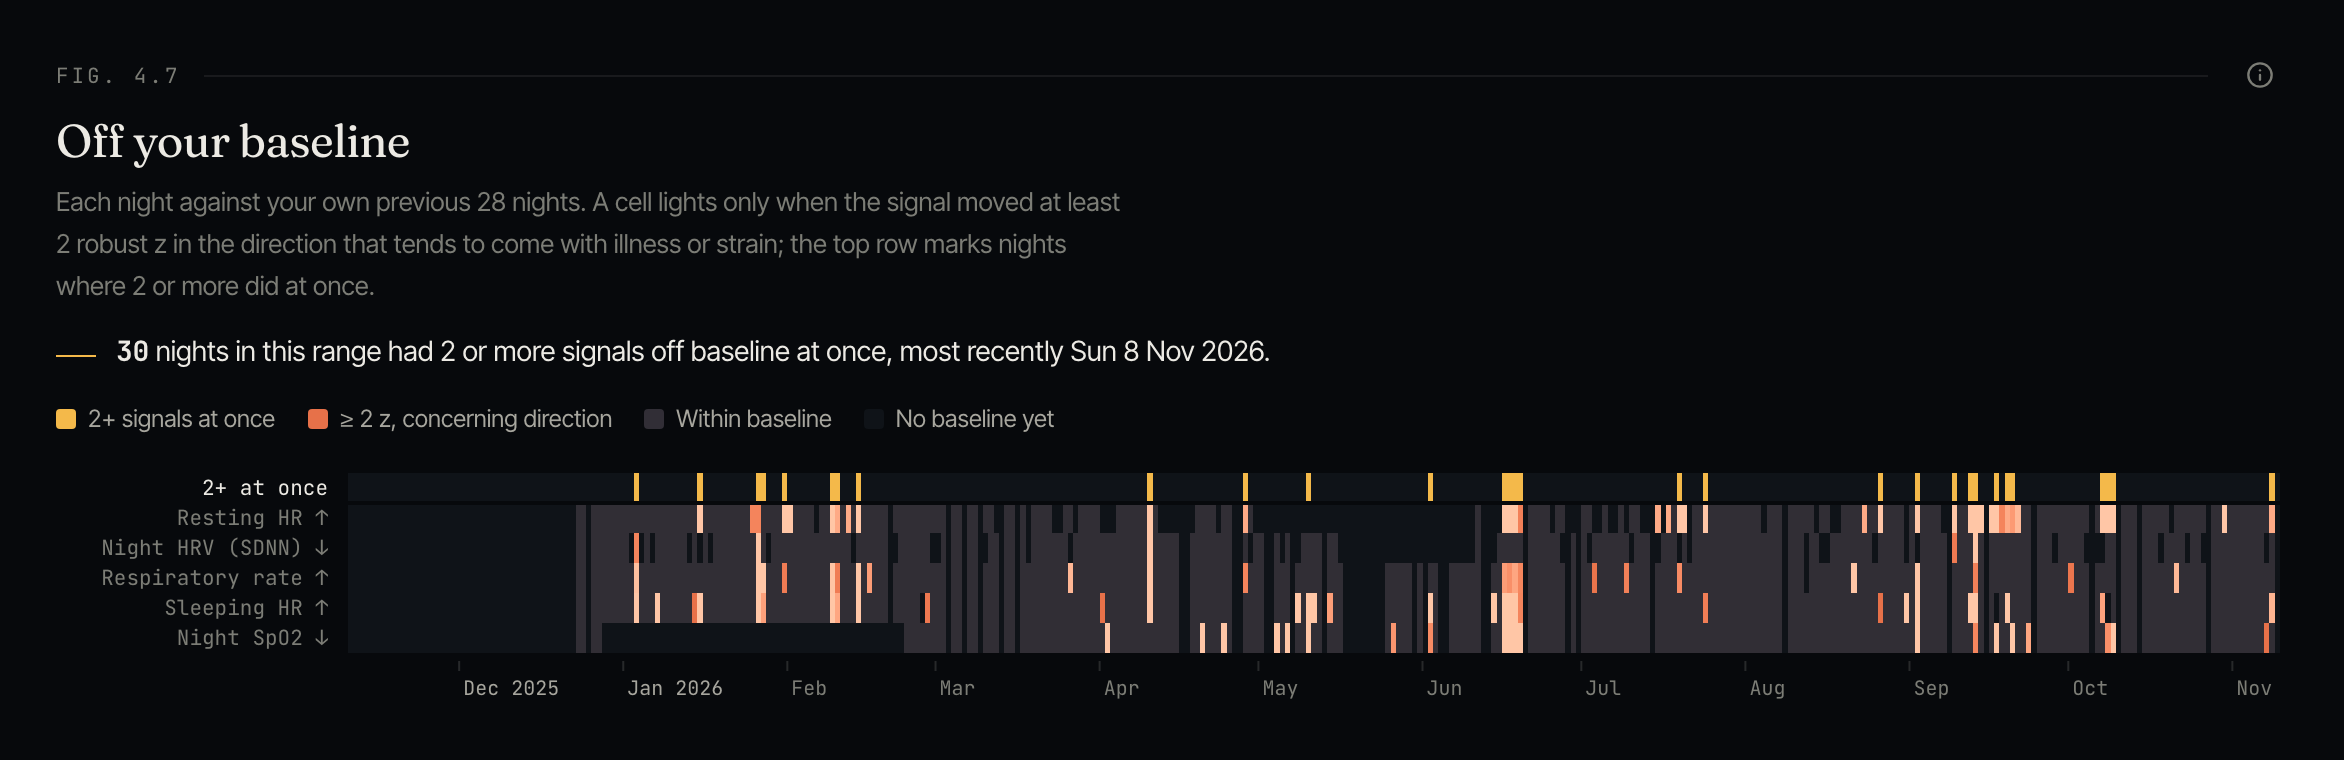 FIG. 4.7
Off your baseline
Each night against your own previous 28 nights. A cell lights only when the signal moved at least
2 robust z in the direction that tends to come with illness or strain; the top row marks nights
where 2 or more did at once.
30 nights in this range had 2 or more signals off baseline at once, most recently Sun 8 Nov 2026.
2+ signals at once
≥ 2 z, concerning direction
Within baseline
No baseline yet
2+ at once
Resting HR ↑
Night HRV (SDNN) ↓
Respiratory rate ↑
Sleeping HR ↑
Night SpO2 ↓
Dec 2025
Jan 2026
Feb
Mar
Apr
May
Jun
Jul
Aug
Sep
Oct
Nov